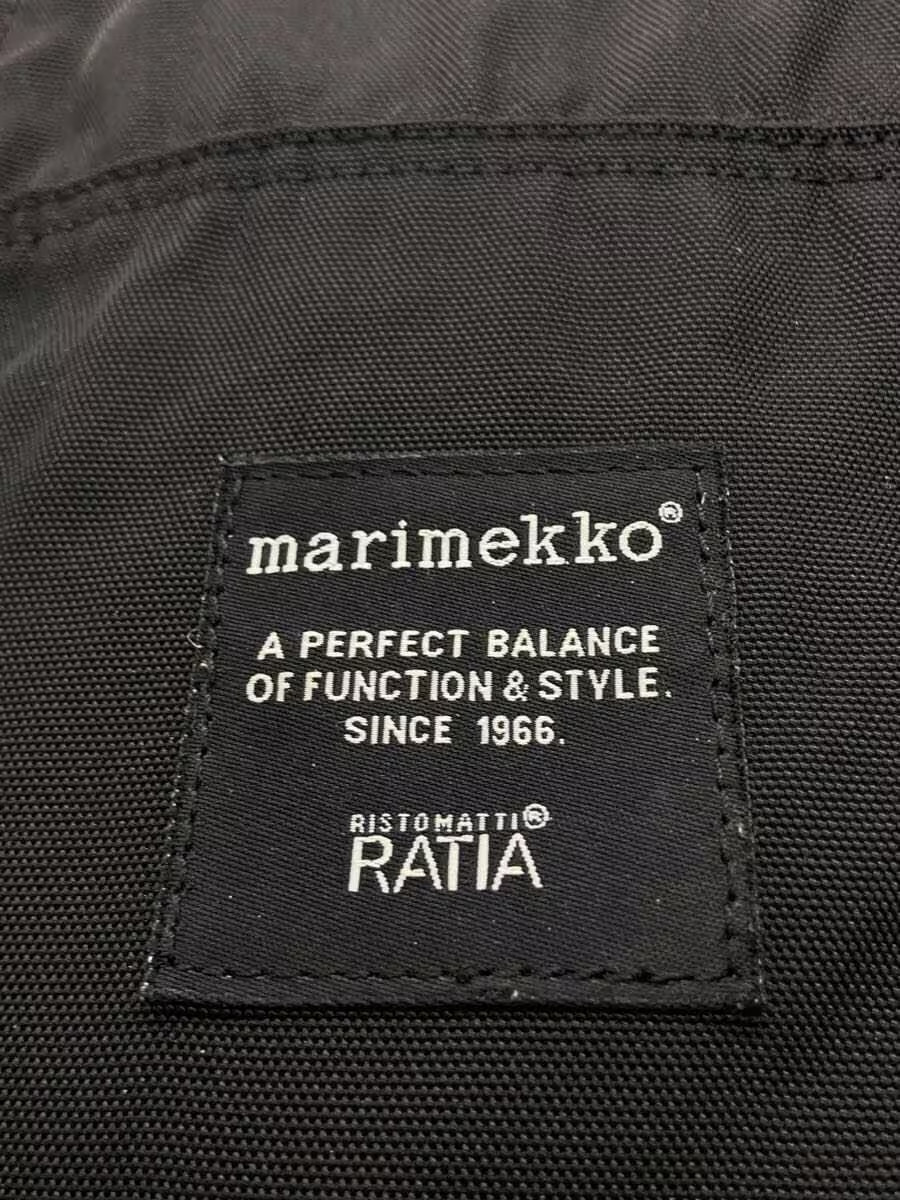 marimekko®
A PERFECT BALANCE
OF FUNCTION & STYLE.
SINCE 1966.
RISTOMATTI®
RATIA